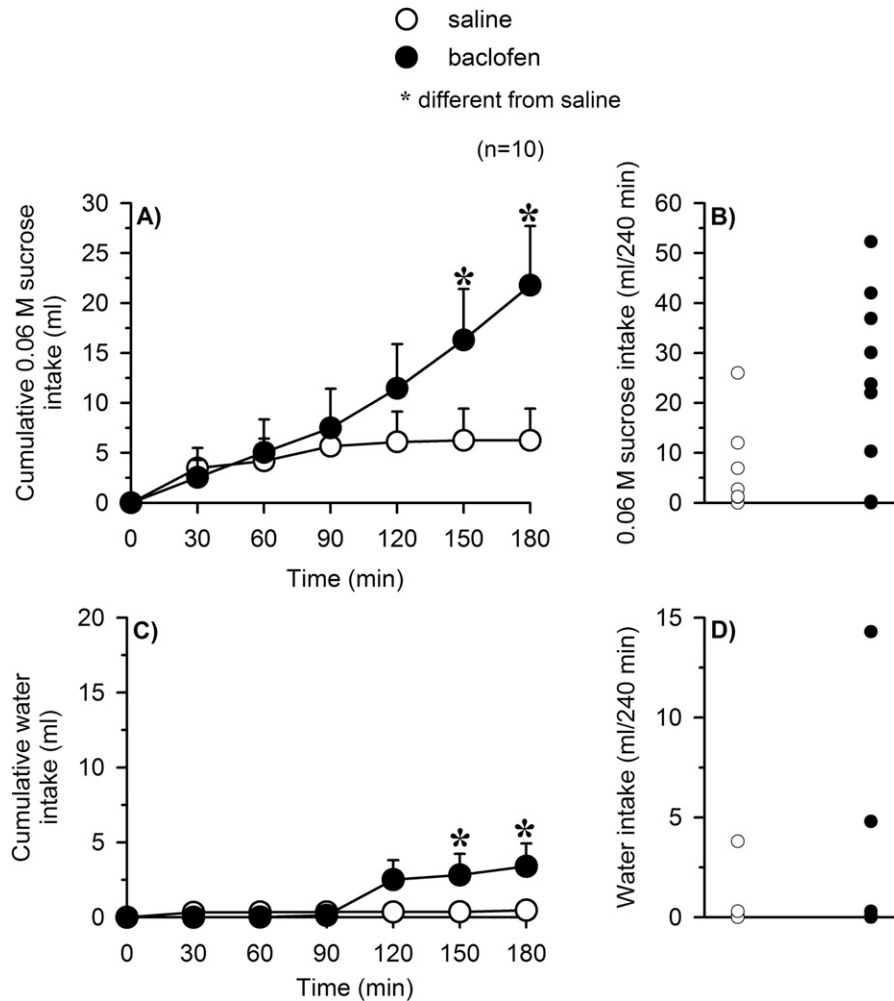 saline
baclofen
* different from saline
(n=10)
A)
Cumulative 0.06 M sucrose
intake (ml)
30
25
20
15
10
5
0
0 30 60 90 120 150 180
Time (min)
*
*
B)
0.06 M sucrose intake (ml/240 min)
60
50
40
30
20
10
0
C)
Cumulative water
intake (ml)
20
15
10
5
0
0 30 60 90 120 150 180
Time (min)
*
*
D)
Water intake (ml/240 min)
15
10
5
0